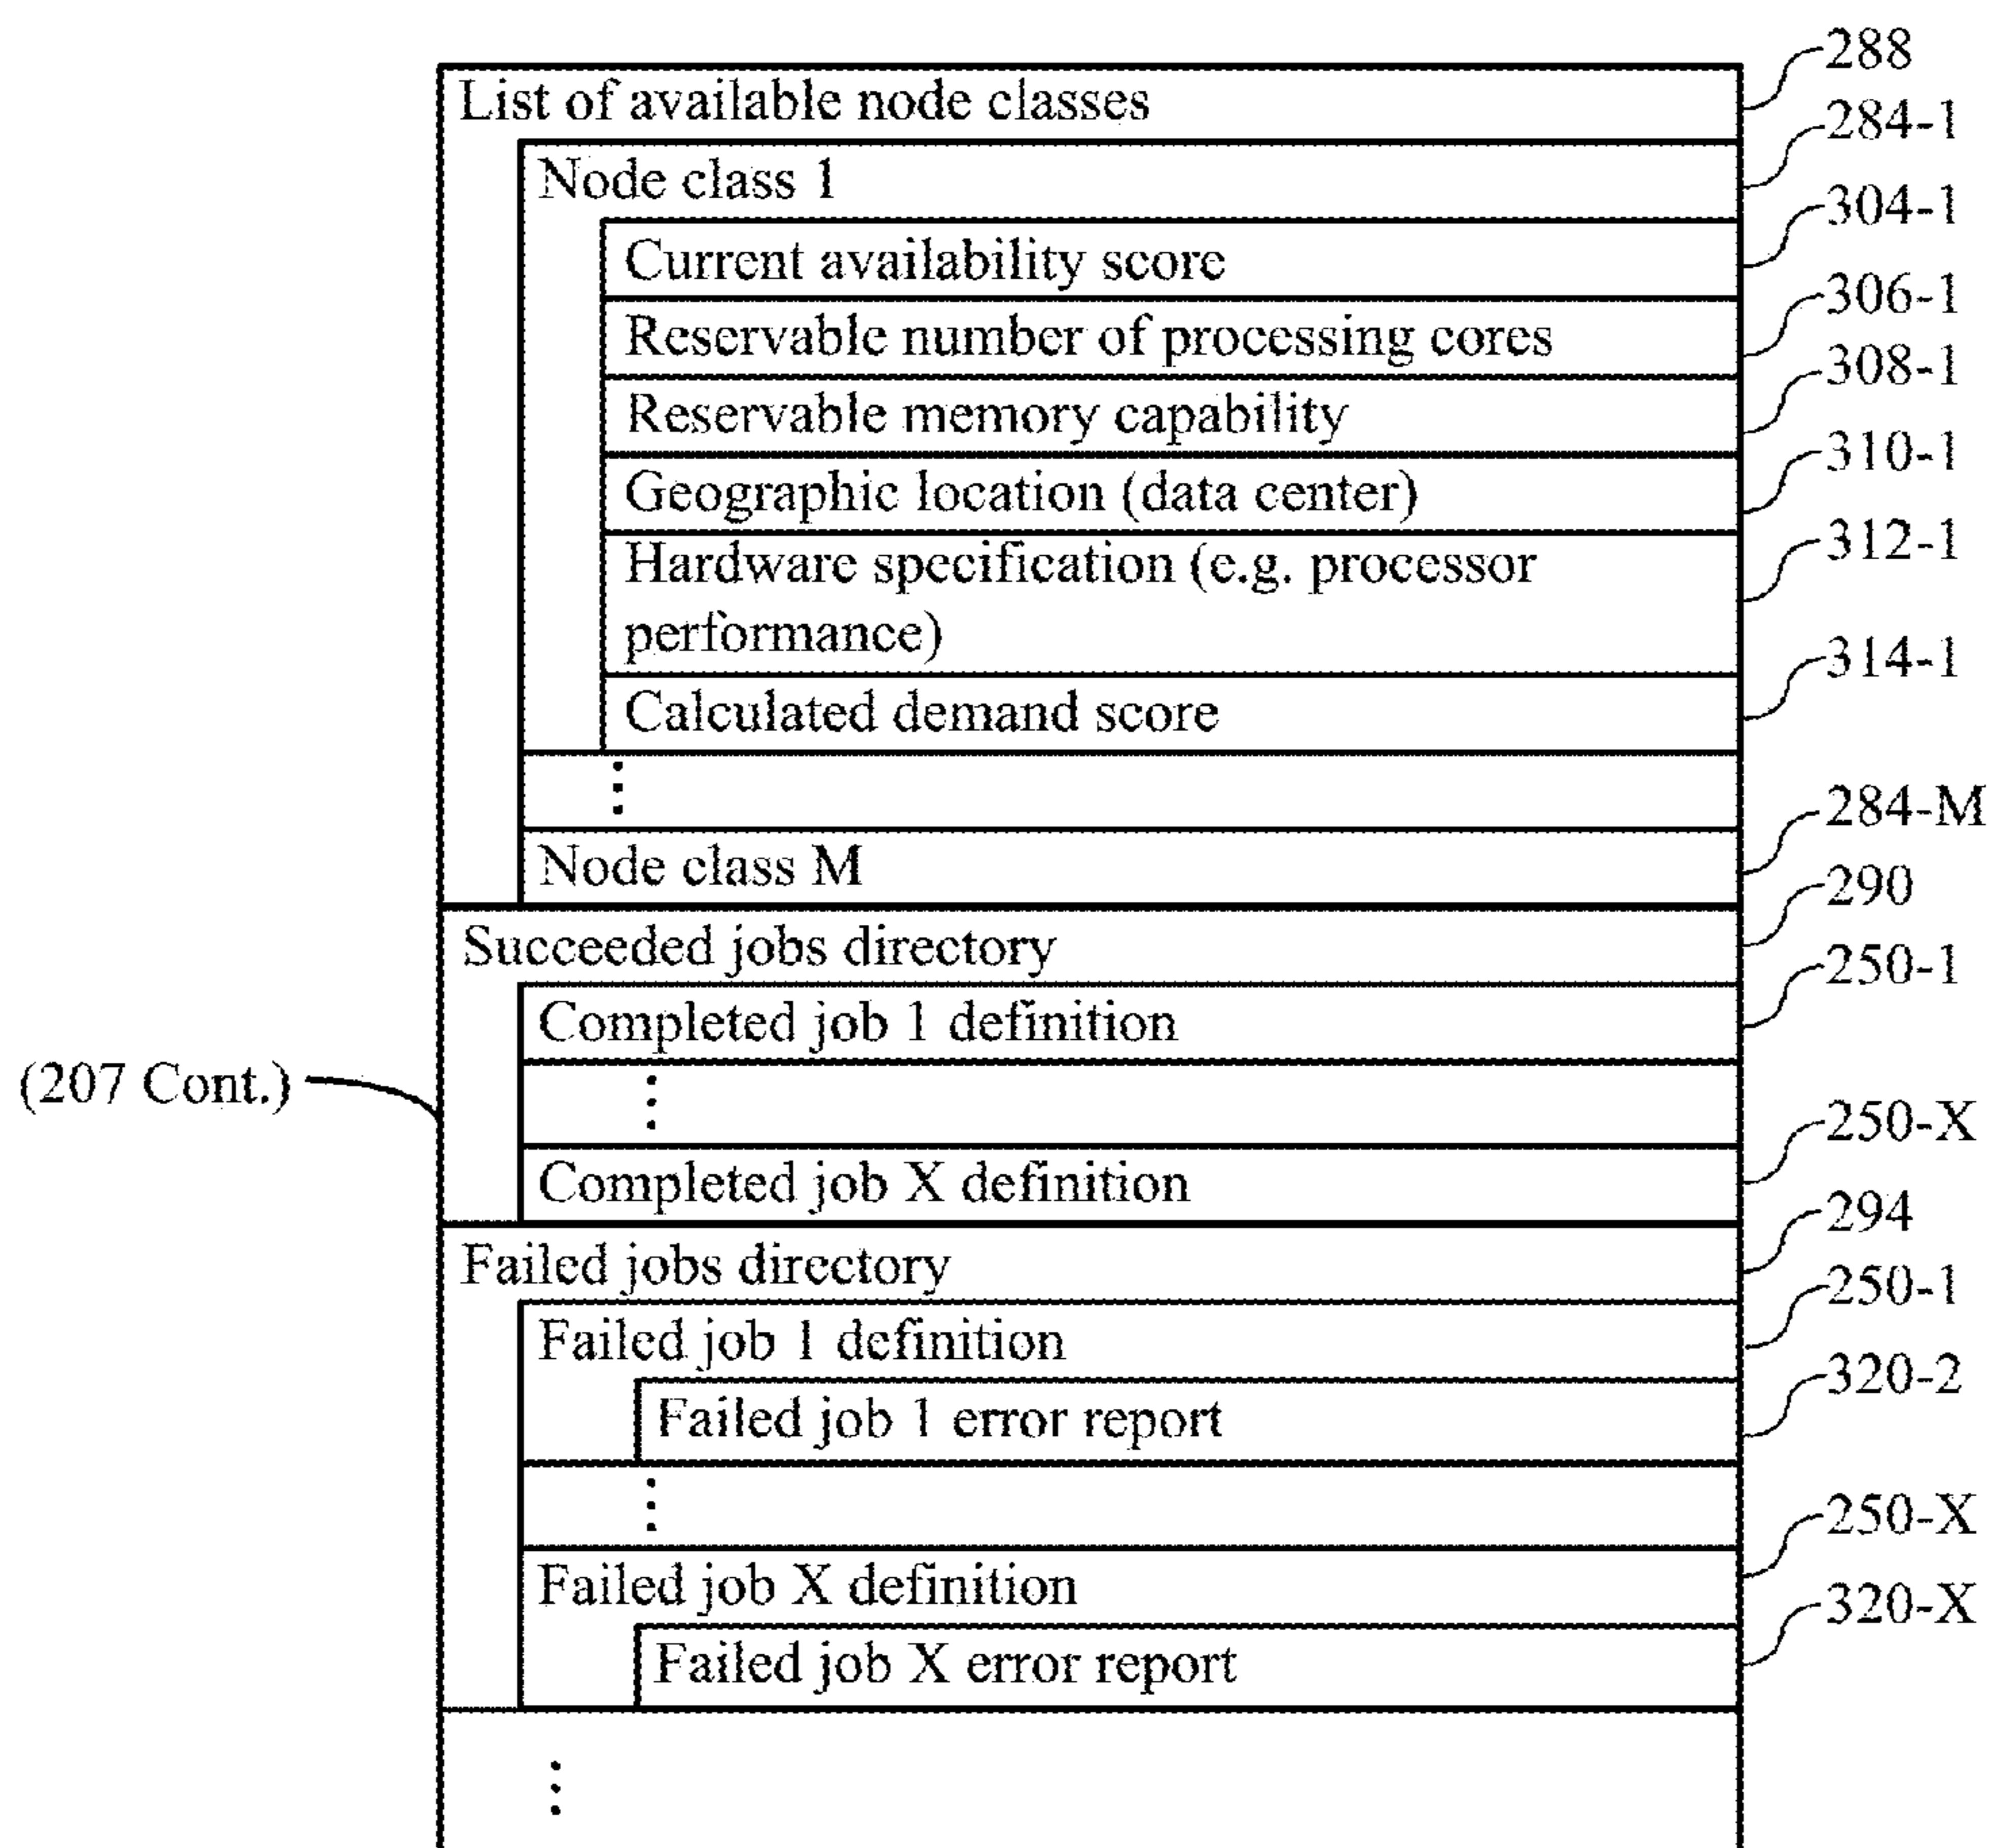 288
List of available node classes
284-1
Node class 1
304-1
Current availability score
306-1
Reservable number of processing cores
308-1
Reservable memory capability
310-1
Geographic location (data center)
312-1
Hardware specification (e.g. processor
performance)
314-1
Calculated demand score
284-M
Node class M
290
Succeeded jobs directory
250-1
Completed job 1 definition
(207 Cont.)
250-X
Completed job X definition
294
Failed jobs directory
250-1
Failed job 1 definition
320-2
Failed job 1 error report
250-X
Failed job X definition
320-X
Failed job X error report